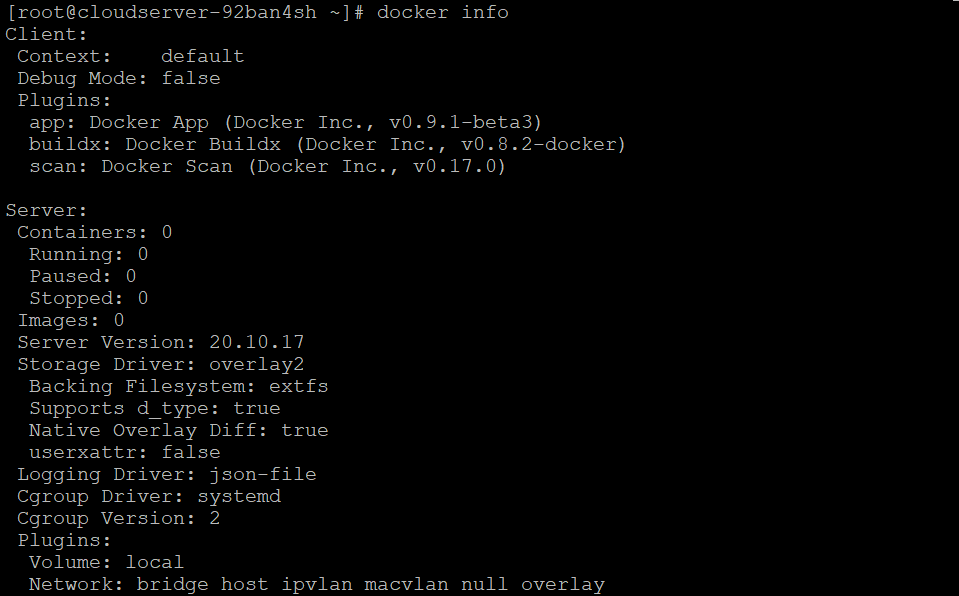 [root@cloudserver-92ban4sh ~]# docker info
Client:
 Context:    default
 Debug Mode: false
 Plugins:
  app: Docker App (Docker Inc., v0.9.1-beta3)
  buildx: Docker Buildx (Docker Inc., v0.8.2-docker)
  scan: Docker Scan (Docker Inc., v0.17.0)

Server:
 Containers: 0
  Running: 0
  Paused: 0
  Stopped: 0
 Images: 0
 Server Version: 20.10.17
 Storage Driver: overlay2
  Backing Filesystem: extfs
  Supports d_type: true
  Native Overlay Diff: true
  userxattr: false
 Logging Driver: json-file
 Cgroup Driver: systemd
 Cgroup Version: 2
 Plugins:
  Volume: local
  Network: bridge host ipvlan macvlan null overlay